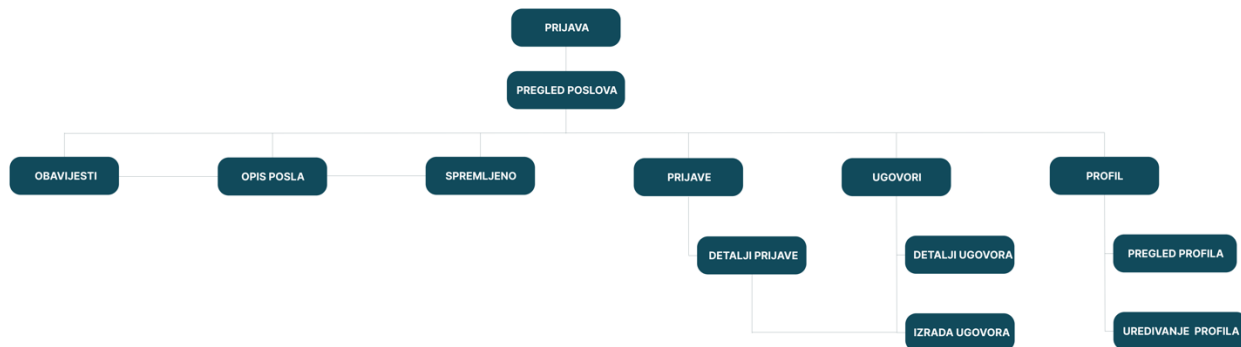 PRIJAVA
PREGLED POSLOVA
OBAVIJESTI
OPIS POSLA
SPREMLJENO
PRIJAVE
UGOVORI
PROFIL
DETALJI PRIJAVE
DETALJI UGOVORA
PREGLED PROFILA
IZRADA UGOVORA
UREDIVANJE PROFILA